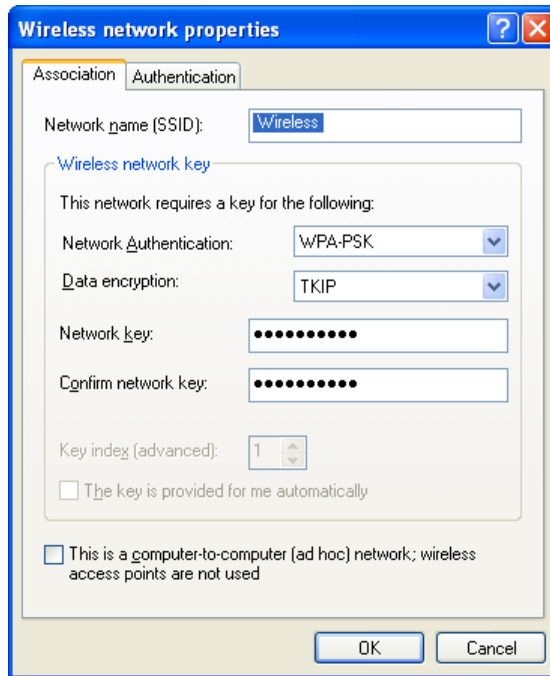 Wireless network properties
Association
Authentication
Network name (SSID):
Wireless
Wireless network key
This network requires a key for the following:
Network Authentication:
WPA-PSK
Data encryption:
TKIP
Network key:
••••••••••
Confirm network key:
••••••••••
Key index (advanced):
1
The key is provided for me automatically
This is a computer-to-computer (ad hoc) network; wireless
access points are not used
OK
Cancel